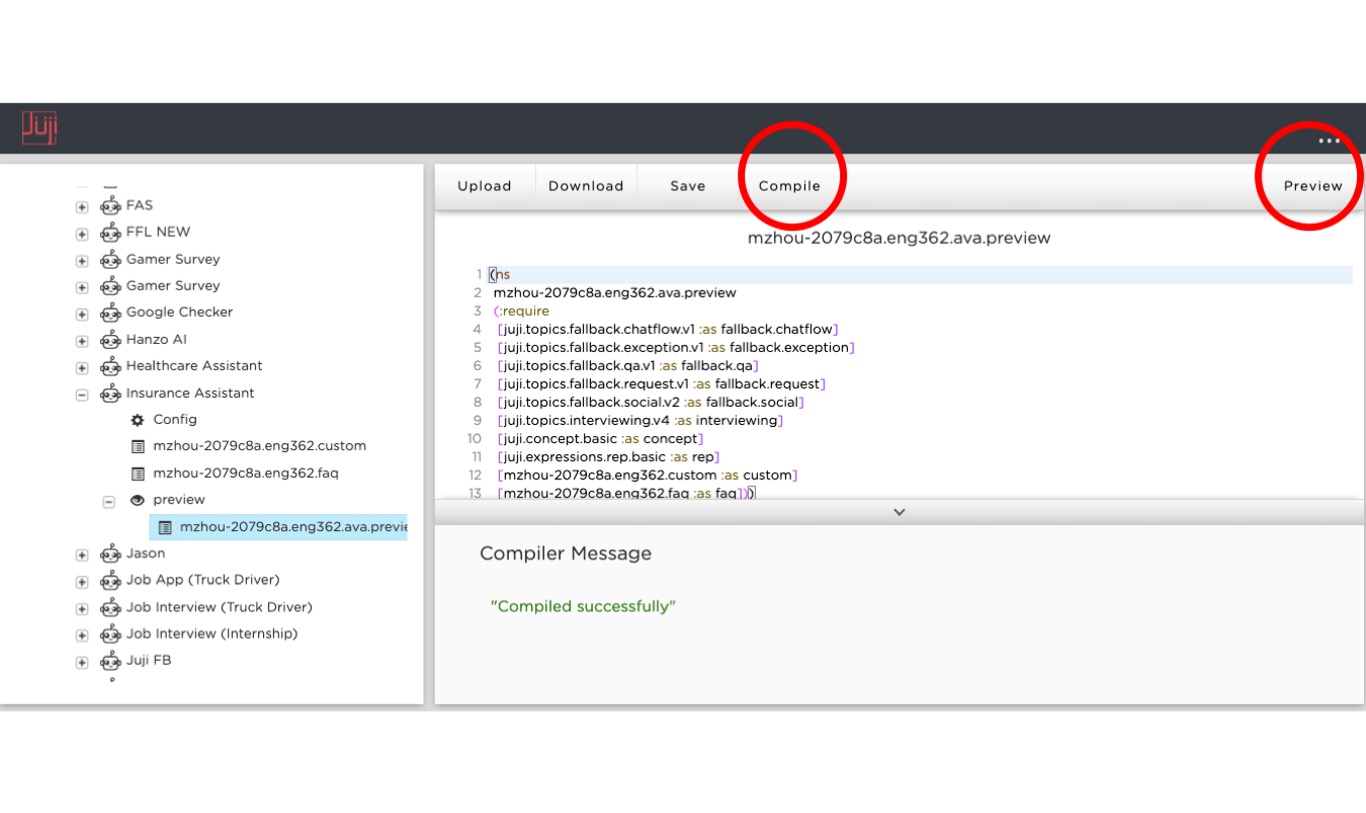 Juji
...
FAS
FFL NEW
Gamer Survey
Gamer Survey
Google Checker
Hanzo AI
Healthcare Assistant
Insurance Assistant
Config
mzhou-2079c8a.eng362.custom
mzhou-2079c8a.eng362.faq
preview
mzhou-2079c8a.eng362.ava.previe
Jason
Job App (Truck Driver)
Job Interview (Truck Driver)
Job Interview (Internship)
Juji FB
Upload Download Save Compile Preview
mzhou-2079c8a.eng362.ava.preview
1 (ns
2 mzhou-2079c8a.eng362.ava.preview
3 (:require
4 [juji.topics.fallback.chatflow.v1 :as fallback.chatflow]
5 [juji.topics.fallback.exception.v1 :as fallback.exception]
6 [juji.topics.fallback.qa.v1 :as fallback.qa]
7 [juji.topics.fallback.request.v1 :as fallback.request]
8 [juji.topics.fallback.social.v2 :as fallback.social]
9 [juji.topics.interviewing.v4 :as interviewing]
10 [juji.concept.basic :as concept]
11 [juji.expressions.rep.basic :as rep]
12 [mzhou-2079c8a.eng362.custom :as custom]
13 [mzhou-2079c8a.eng362.faq :as faq]))
Compiler Message
"Compiled successfully"